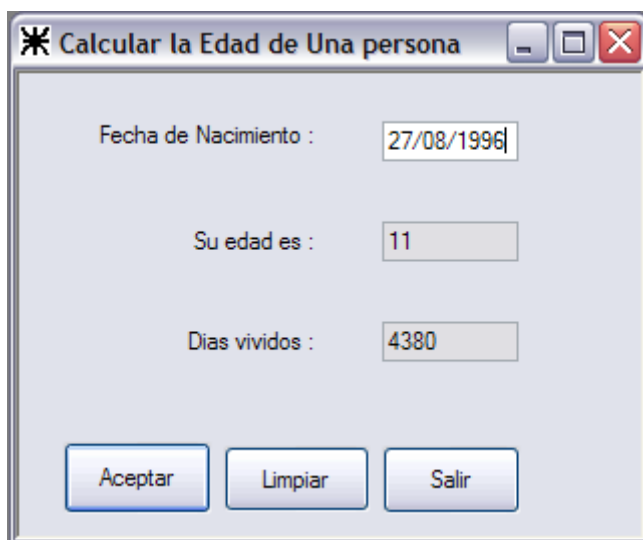 Calcular la Edad de Una persona
Fecha de Nacimiento : 27/08/1996
Su edad es : 11
Dias vividos : 4380
Aceptar Limpiar Salir